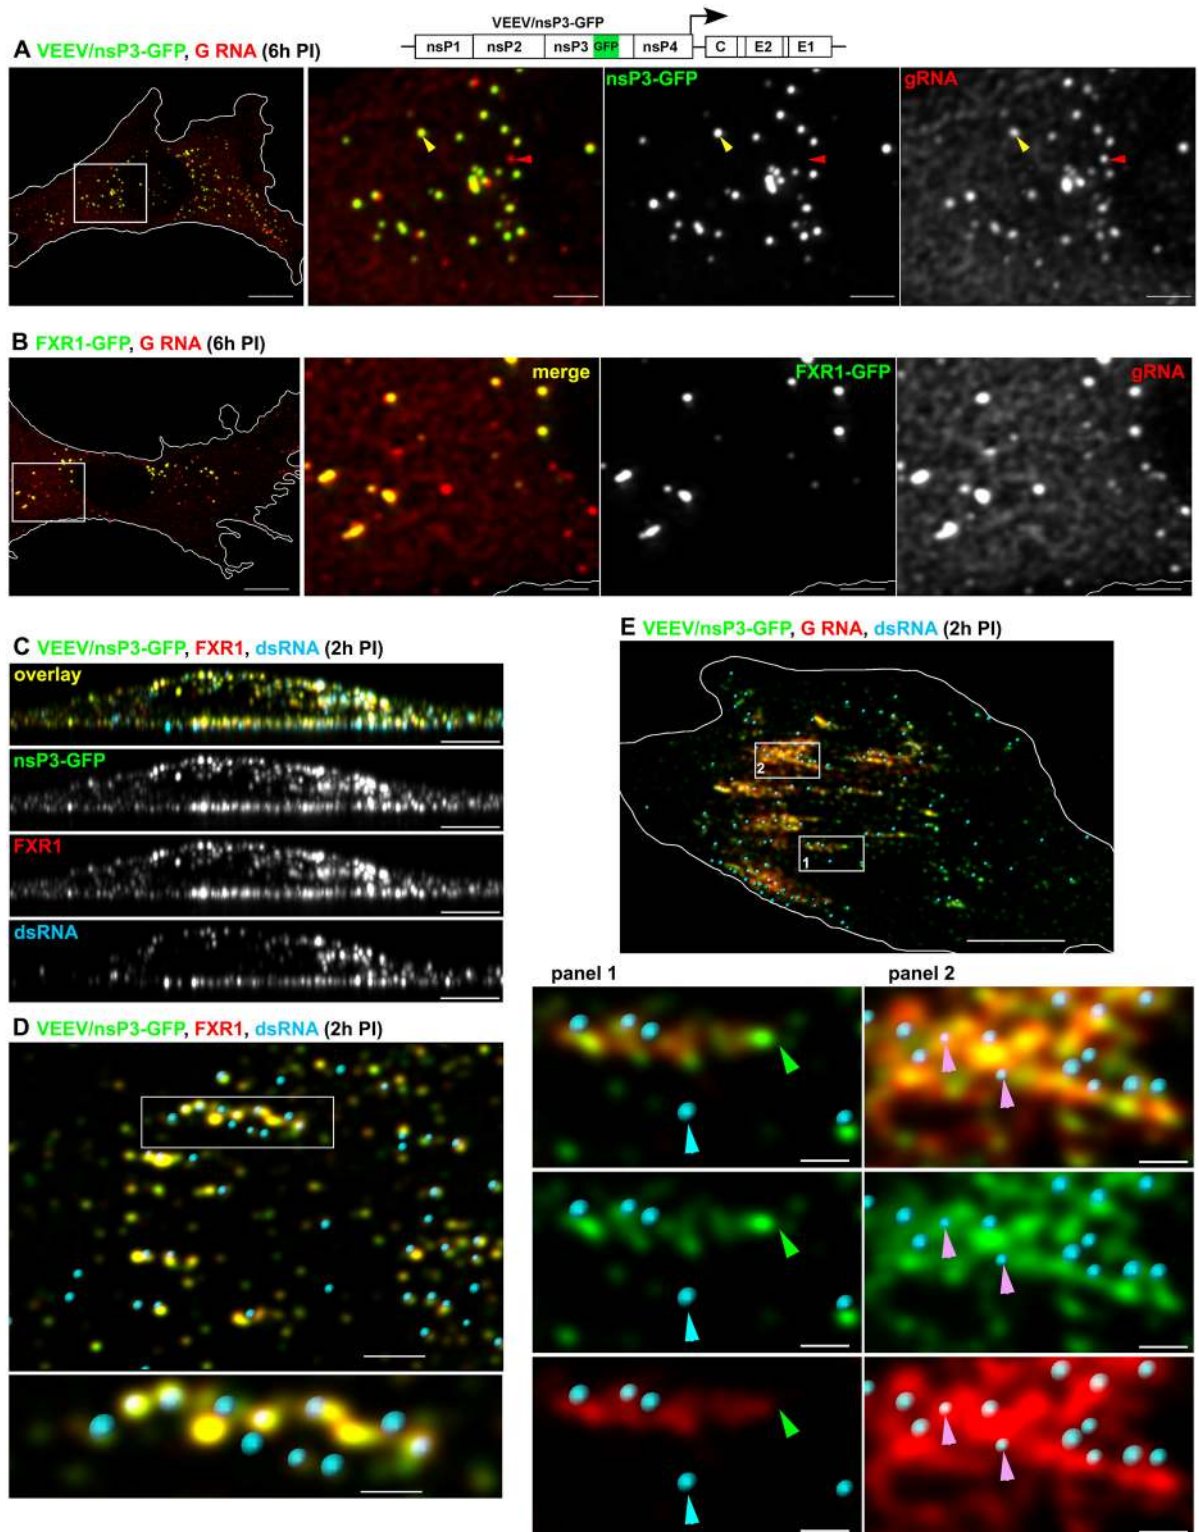 VEEV/nsP3-GFP
nsP1 nsP2 nsP3 GFP nsP4 C E2 E1
A VEEV/nsP3-GFP, G RNA (6h PI)
nsP3-GFP
gRNA
B FXR1-GFP, G RNA (6h PI)
merge
FXR1-GFP
gRNA
C VEEV/nsP3-GFP, FXR1, dsRNA (2h PI)
overlay
nsP3-GFP
FXR1
dsRNA
D VEEV/nsP3-GFP, FXR1, dsRNA (2h PI)
E VEEV/nsP3-GFP, G RNA, dsRNA (2h PI)
2
1
panel 1
panel 2